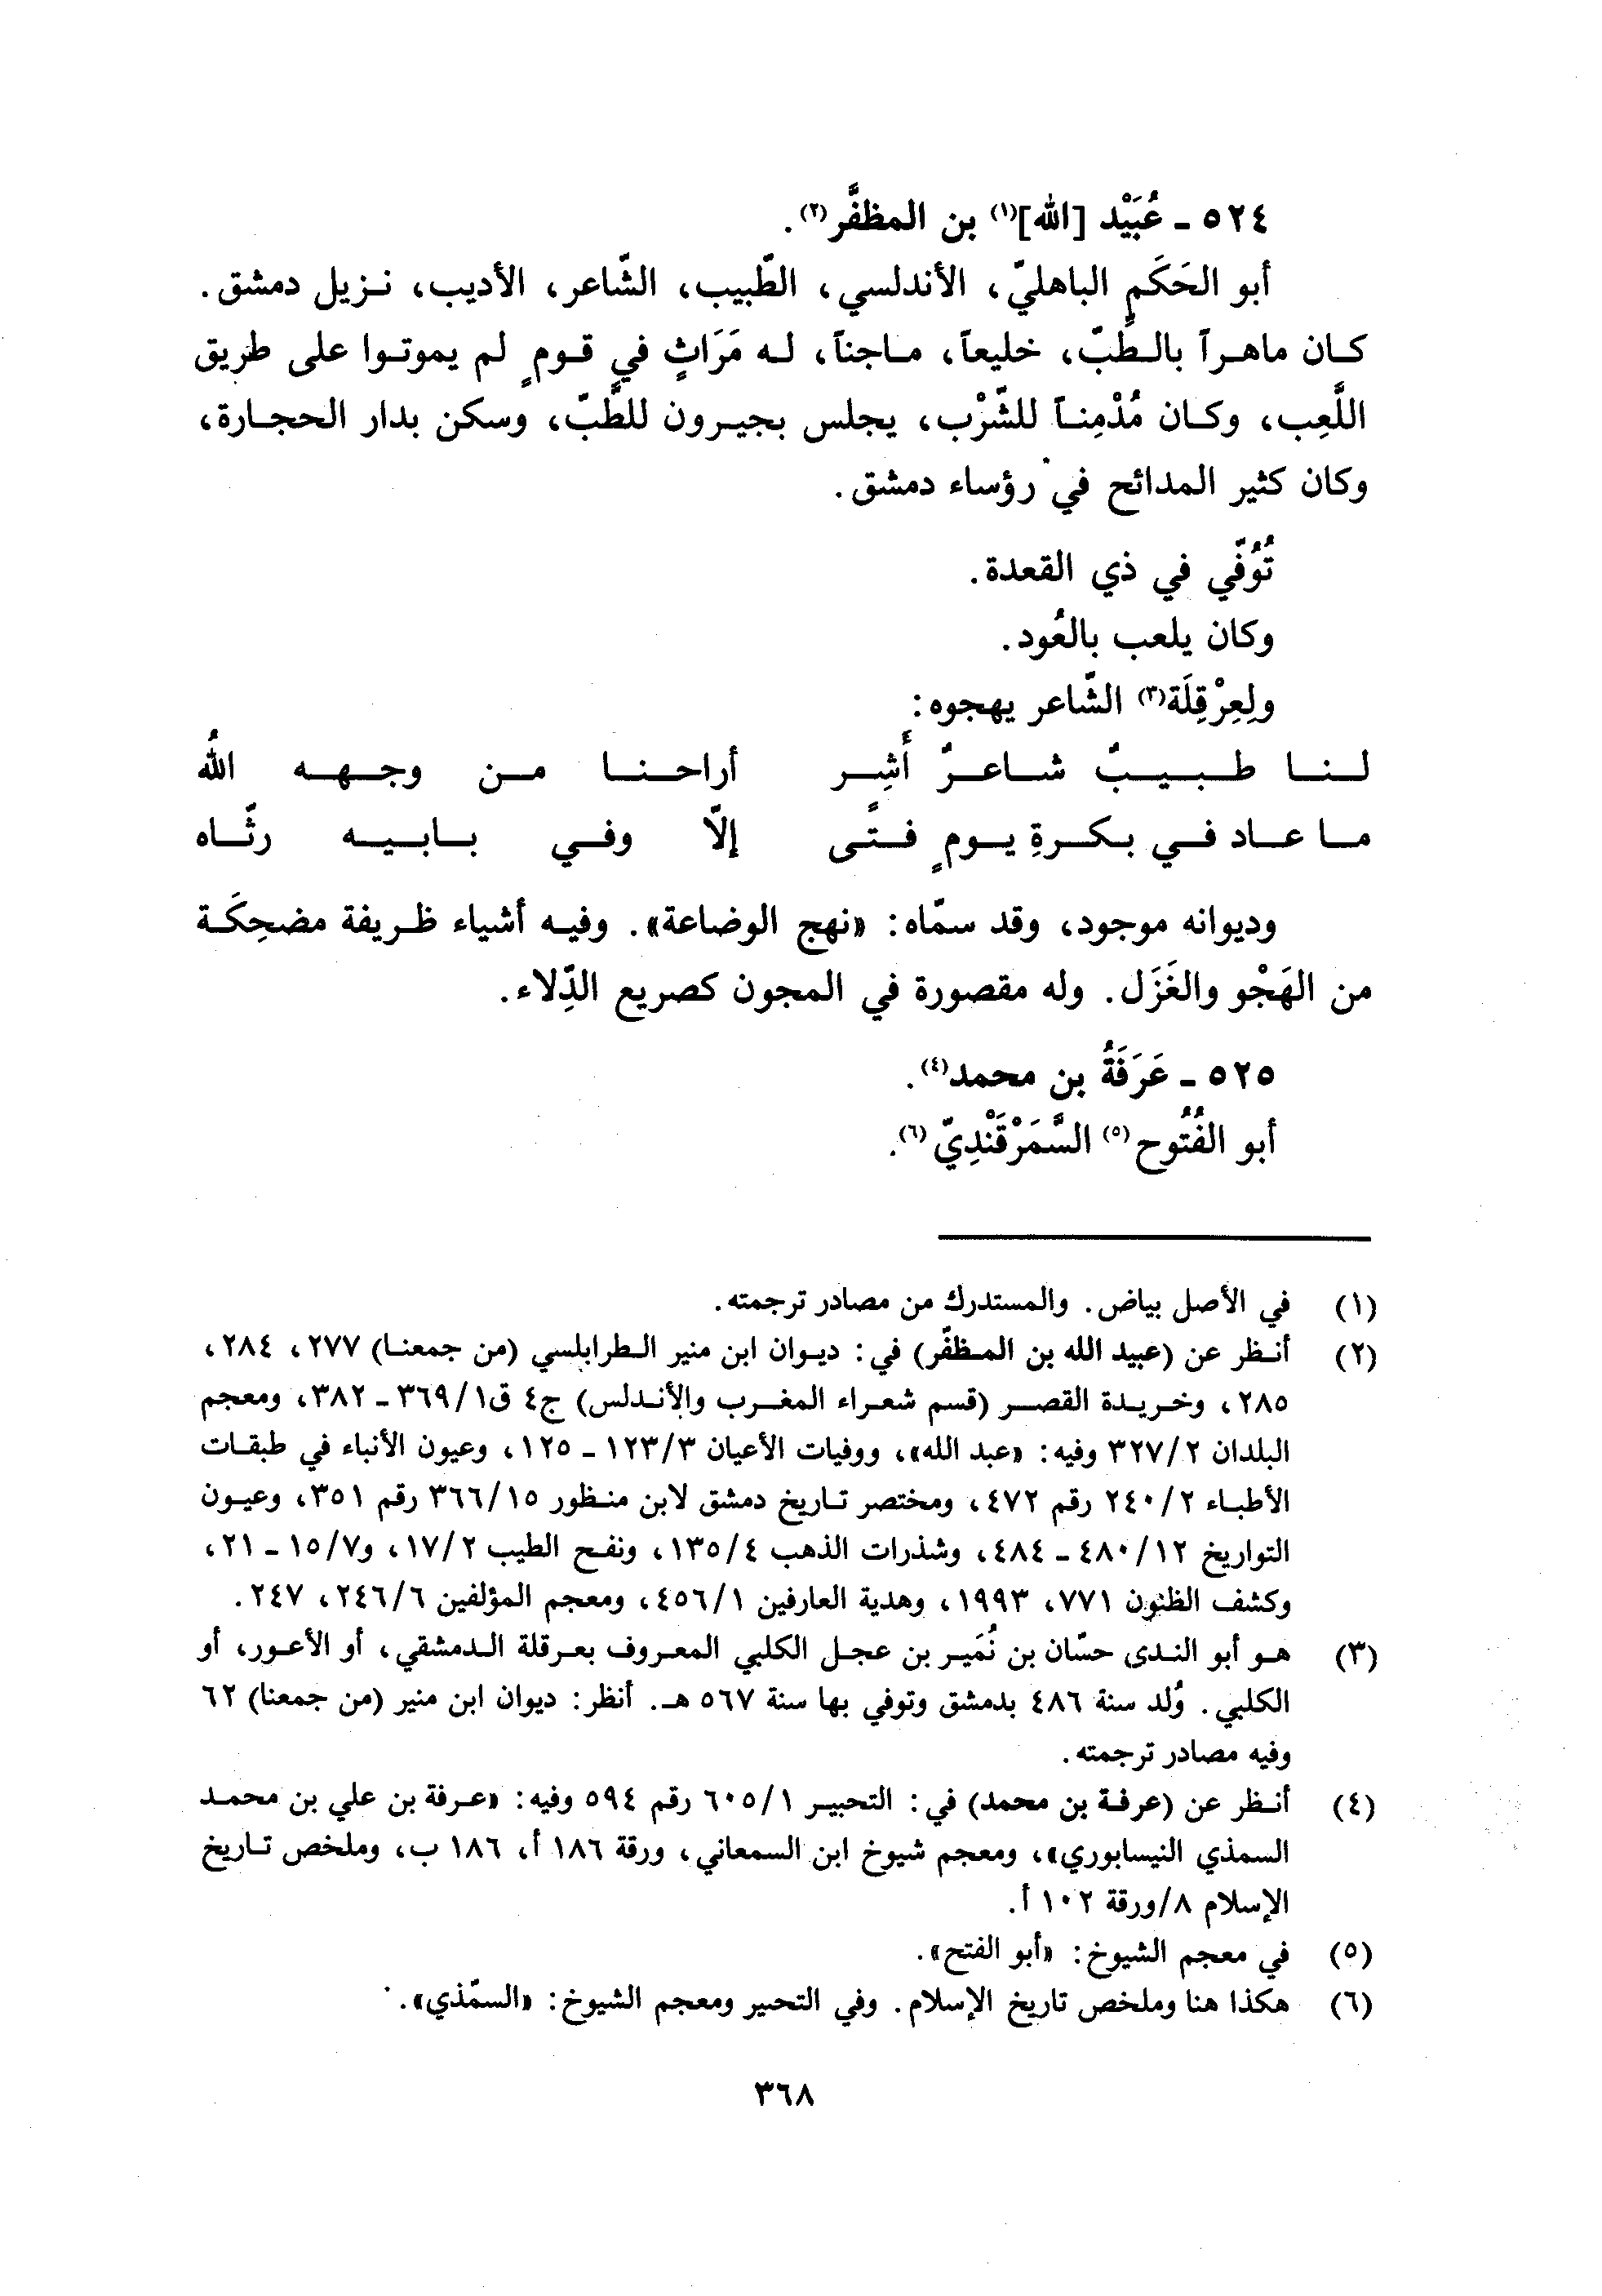 ٥٢٤ ـ عُبَيْد [الله]<sup>(١)</sup> بن المظفَّر<sup>(٢)</sup>.
أبو الحَكَم الباهليّ، الأندلسي، الطّبيب، الشّاعر، الأديب، نزيل دمشق.
كان ماهراً بالطِّبّ، خليعاً، ماجناً، له مَرَاثٍ في قومٍ لم يموتوا على طريق
اللَّعِب، وكان مُدْمِناً للشّرْب، يجلس بجيرون للطِّبّ، وسكن بدار الحجارة،
وكان كثير المدائح في رؤساء دمشق.
تُوُفّي في ذي القعدة.
وكان يلعب بالعُود.
ولِعِرْقِلَة<sup>(٣)</sup> الشّاعر يهجوه:
لنا طبيبٌ شاعرٌ أَشِر أراحنا من وجهه اللهُ
ما عاد في بكرةِ يومٍ فتًى إلّا وفي بابيه رثّاه
وديوانه موجود، وقد سمّاه: «نهج الوضاعة». وفيه أشياء ظريفة مضحِكَة
من الهَجْو والغَزَل. وله مقصورة في المجون كصريع الدِّلاء.
٥٢٥ ـ عَرَفَةُ بن محمد<sup>(٤)</sup>.
أبو الفُتُوح<sup>(٥)</sup> السَّمَرْقَنْدِيّ<sup>(٦)</sup>.
(١) في الأصل بياض. والمستدرك من مصادر ترجمته.
(٢) أنظر عن (عبيد الله بن المظفّر) في: ديوان ابن منير الطرابلسي (من جمعنا) ٢٧٧، ٢٨٤،
٢٨٥، وخريدة القصر (قسم شعراء المغرب والأندلس) ج٤ ق١/٣٦٩ ـ ٣٨٢، ومعجم
البلدان ٢/٣٢٧ وفيه: «عبد الله»، ووفيات الأعيان ٣/١٢٣ ـ ١٢٥، وعيون الأنباء في طبقات
الأطباء ٢/٢٤٠ رقم ٤٧٢، ومختصر تاريخ دمشق لابن منظور ١٥/٣٦٦ رقم ٣٥١، وعيون
التواريخ ١٢/٤٨٠ ـ ٤٨٤، وشذرات الذهب ٤/١٣٥، ونفح الطيب ٢/١٧، و٧/١٥ ـ ٢١،
وكشف الظنون ٧٧١، ١٩٩٣، وهدية العارفين ١/٤٥٦، ومعجم المؤلفين ٦/٢٤٦، ٢٤٧.
(٣) هو أبو الندى حسّان بن نُمَير بن عجل الكلبي المعروف بعرقلة الدمشقي، أو الأعور، أو
الكلبي. وُلد سنة ٤٨٦ بدمشق وتوفي بها سنة ٥٦٧ هـ. أنظر: ديوان ابن منير (من جمعنا) ٦٢
وفيه مصادر ترجمته.
(٤) أنظر عن (عرفة بن محمد) في: التحبير ١/٦٠٥ رقم ٥٩٤ وفيه: «عرفة بن علي بن محمد
السمذي النيسابوري»، ومعجم شيوخ ابن السمعاني، ورقة ١٨٦ أ، ١٨٦ ب، وملخص تاريخ
الإسلام ٨/ورقة ١٠٢ أ.
(٥) في معجم الشيوخ: «أبو الفتح».
(٦) هكذا هنا وملخص تاريخ الإسلام. وفي التحبير ومعجم الشيوخ: «السمّذي».
٣٦٨